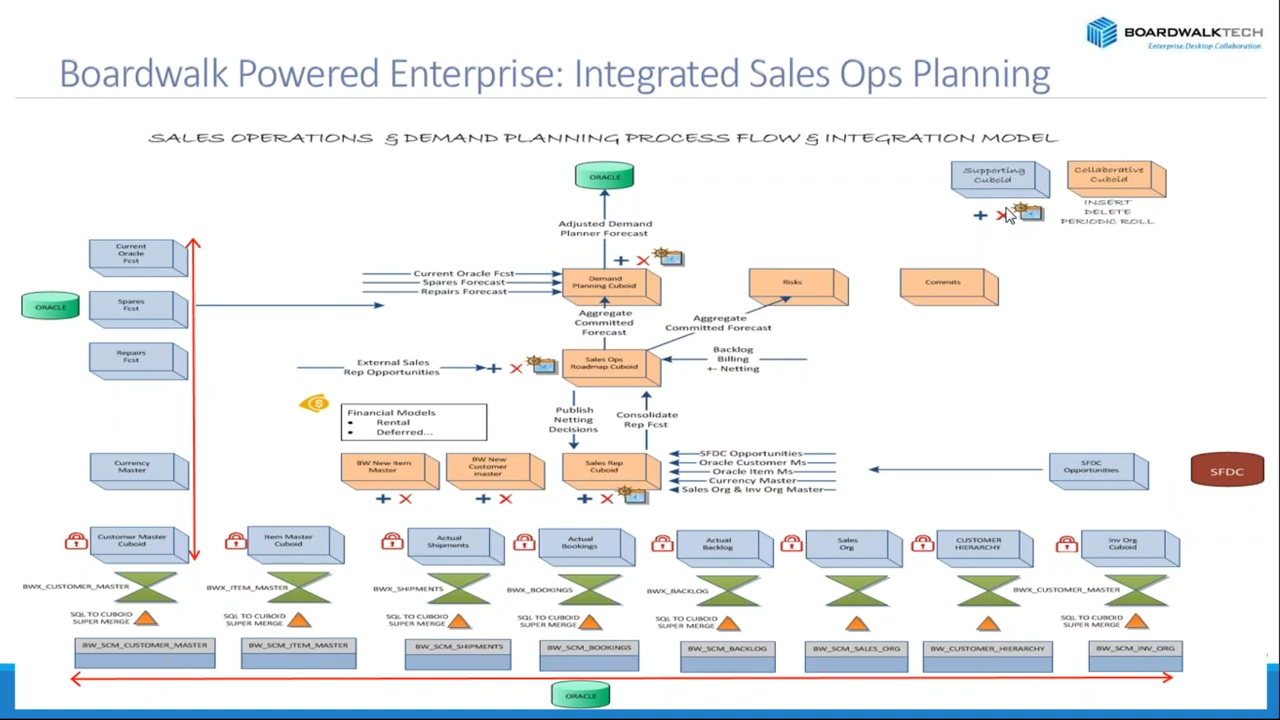 BOARDWALKTECH
Enterprise.Desktop.Collaboration.
Boardwalk Powered Enterprise: Integrated Sales Ops Planning
SALES OPERATIONS & DEMAND PLANNING PROCESS FLOW & INTEGRATION MODEL
ORACLE
Supporting
Cuboid
Collaborative
Cuboid
INSERT
DELETE
PERIODIC ROLL
Adjusted Demand
Planner Forecast
Current
Oracle
Fcst
Current Oracle Fcst
Spares Forecast
Repairs Forecast
Demand
Planning Cuboid
Risks
Commits
ORACLE
Spares
Fcst
Aggregate
Committed
Forecast
Aggregate
Committed Forecast
Repairs
Fcst
External Sales
Rep Opportunities
Sales Ops
Roadmap Cuboid
Backlog
Billing
+- Netting
Financial Models
• Rental
• Deferred...
Publish
Netting
Decisions
Consolidate
Rep Fcst
Currency
Master
BW New Item
Master
BW New
Customer
master
Sales Rep
Cuboid
SFDC Opportunities
Oracle Customer Ms
Oracle Item Ms
Currency Master
Sales Org & Inv Org Master
SFDC
Opportunities
SFDC
Customer Master
Cuboid
Item Master
Cuboid
Actual
Shipments
Actual
Bookings
Actual
Backlog
Sales
Org
CUSTOMER
HIERARCHY
Inv Org
Cuboid
BWX_CUSTOMER_MASTER
BWX_ITEM_MASTER
BWX_SHIPMENTS
BWX_BOOKINGS
BWX_BACKLOG
BWX_CUSTOMER_MASTER
SQL TO CUBOID
SUPER MERGE
SQL TO CUBOID
SUPER MERGE
SQL TO CUBOID
SUPER MERGE
SQL TO CUBOID
SUPER MERGE
SQL TO CUBOID
SUPER MERGE
SQL TO CUBOID
SUPER MERGE
BW_SCM_CUSTOMER_MASTER
BW_SCM_ITEM_MASTER
BW_SCM_SHIPMENTS
BW_SCM_BOOKINGS
BW_SCM_BACKLOG
BW_SCM_SALES_ORG
BW_CUSTOMER_HIERARCHY
BW_SCM_INV_ORG
ORACLE